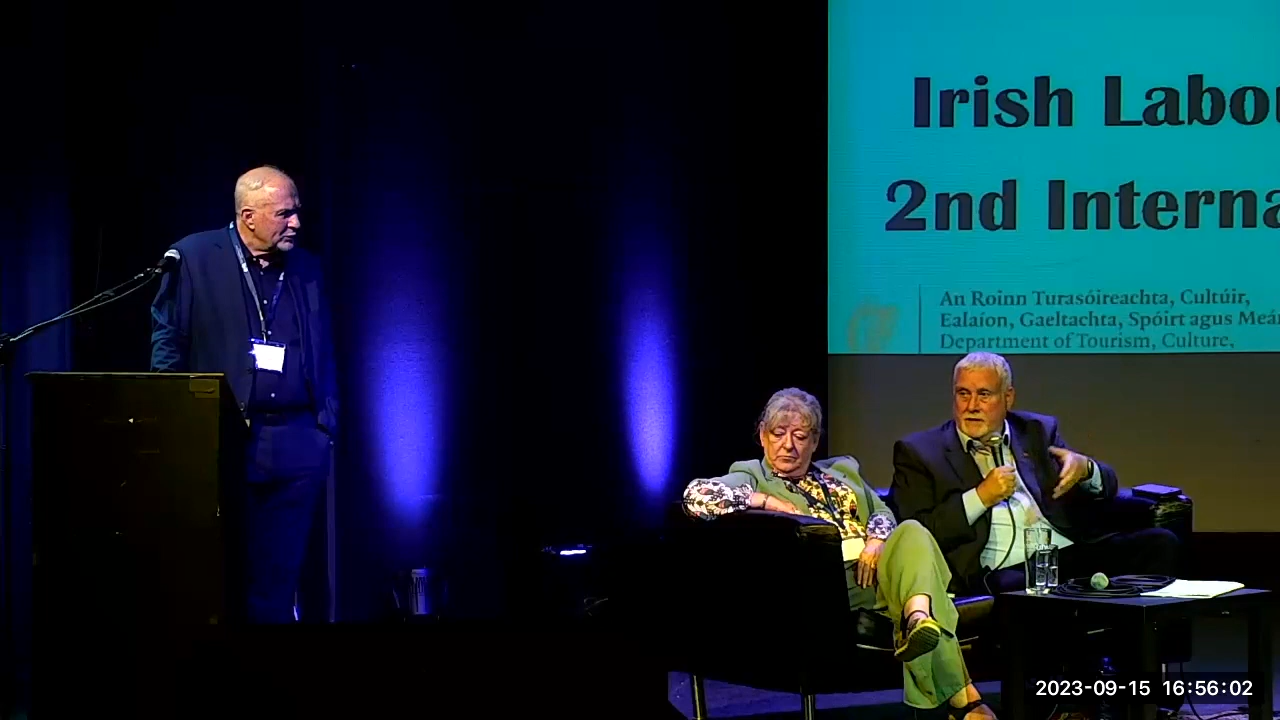 Irish Labo
2nd Interna
An Roinn Turasóireachta, Cultúir,
Ealaíon, Gaeltachta, Spóirt agus Meá
Department of Tourism, Culture,
2023-09-15 16:56:02